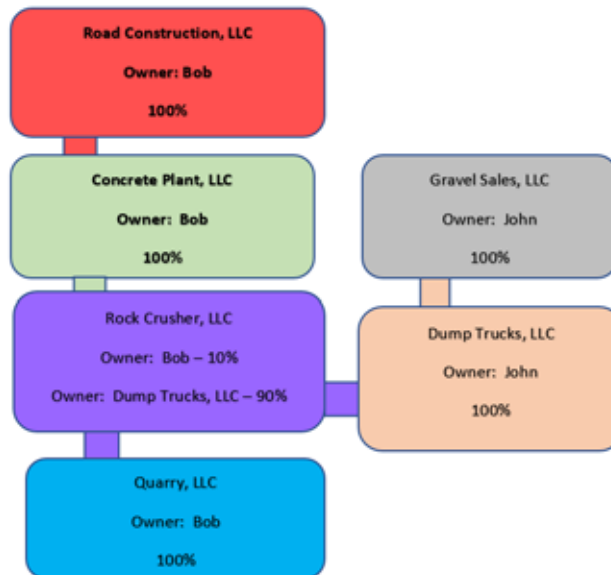 Road Construction, LLC
Owner: Bob
100%
Concrete Plant, LLC
Owner: Bob
100%
Gravel Sales, LLC
Owner: John
100%
Rock Crusher, LLC
Owner: Bob – 10%
Owner: Dump Trucks, LLC – 90%
Dump Trucks, LLC
Owner: John
100%
Quarry, LLC
Owner: Bob
100%